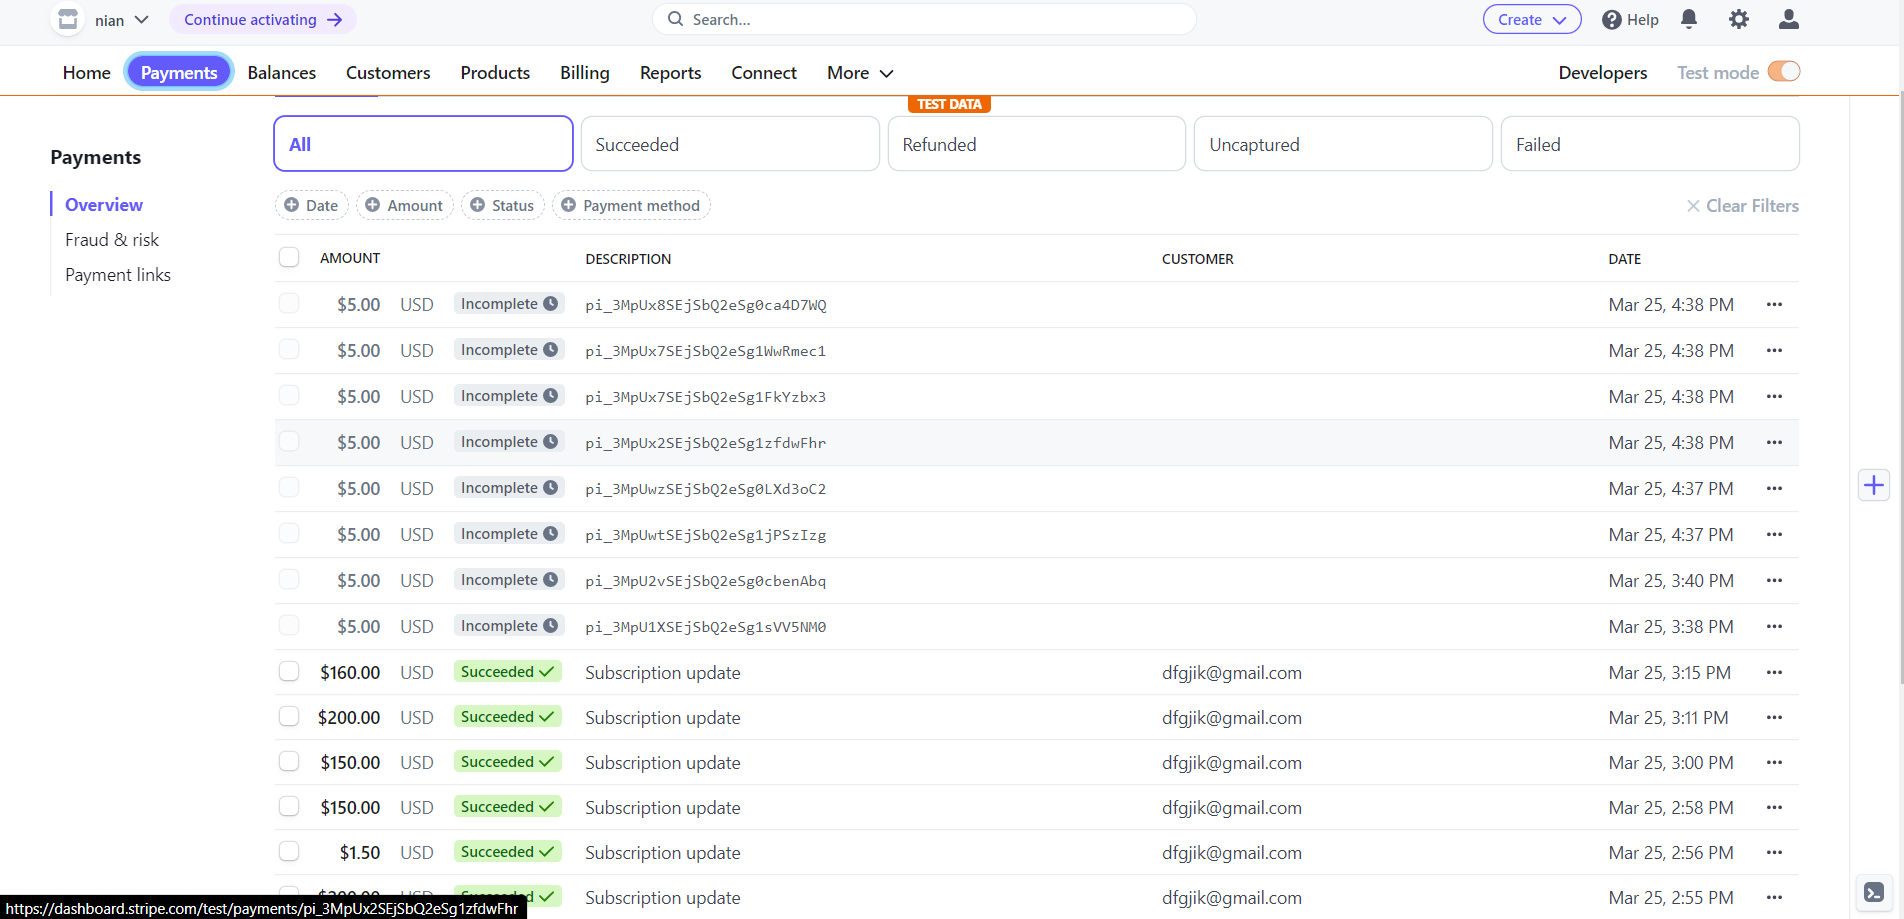 nian Continue activating Search... Create Help
Home Payments Balances Customers Products Billing Reports Connect More Developers Test mode
TEST DATA
Payments
Overview
Fraud & risk
Payment links
All Succeeded Refunded Uncaptured Failed
Date Amount Status Payment method Clear Filters
AMOUNT DESCRIPTION CUSTOMER DATE
$5.00 USD Incomplete pi_3MpUx8SEjSbQ2eSg0ca4D7WQ Mar 25, 4:38 PM
$5.00 USD Incomplete pi_3MpUx7SEjSbQ2eSg1WwRmec1 Mar 25, 4:38 PM
$5.00 USD Incomplete pi_3MpUx7SEjSbQ2eSg1FkYzbx3 Mar 25, 4:38 PM
$5.00 USD Incomplete pi_3MpUx2SEjSbQ2eSg1zfdwFhr Mar 25, 4:38 PM
$5.00 USD Incomplete pi_3MpUwzSEjSbQ2eSg0LXd3oC2 Mar 25, 4:37 PM
$5.00 USD Incomplete pi_3MpUwtSEjSbQ2eSg1jPSzIzg Mar 25, 4:37 PM
$5.00 USD Incomplete pi_3MpU2vSEjSbQ2eSg0cbenAbq Mar 25, 3:40 PM
$5.00 USD Incomplete pi_3MpU1XSEjSbQ2eSg1sVV5NM0 Mar 25, 3:38 PM
$160.00 USD Succeeded Subscription update dfgjik@gmail.com Mar 25, 3:15 PM
$200.00 USD Succeeded Subscription update dfgjik@gmail.com Mar 25, 3:11 PM
$150.00 USD Succeeded Subscription update dfgjik@gmail.com Mar 25, 3:00 PM
$150.00 USD Succeeded Subscription update dfgjik@gmail.com Mar 25, 2:58 PM
$1.50 USD Succeeded Subscription update dfgjik@gmail.com Mar 25, 2:56 PM
Subscription update dfgjik@gmail.com Mar 25, 2:55 PM
https://dashboard.stripe.com/test/payments/pi_3MpUx2SEjSbQ2eSg1zfdwFhr